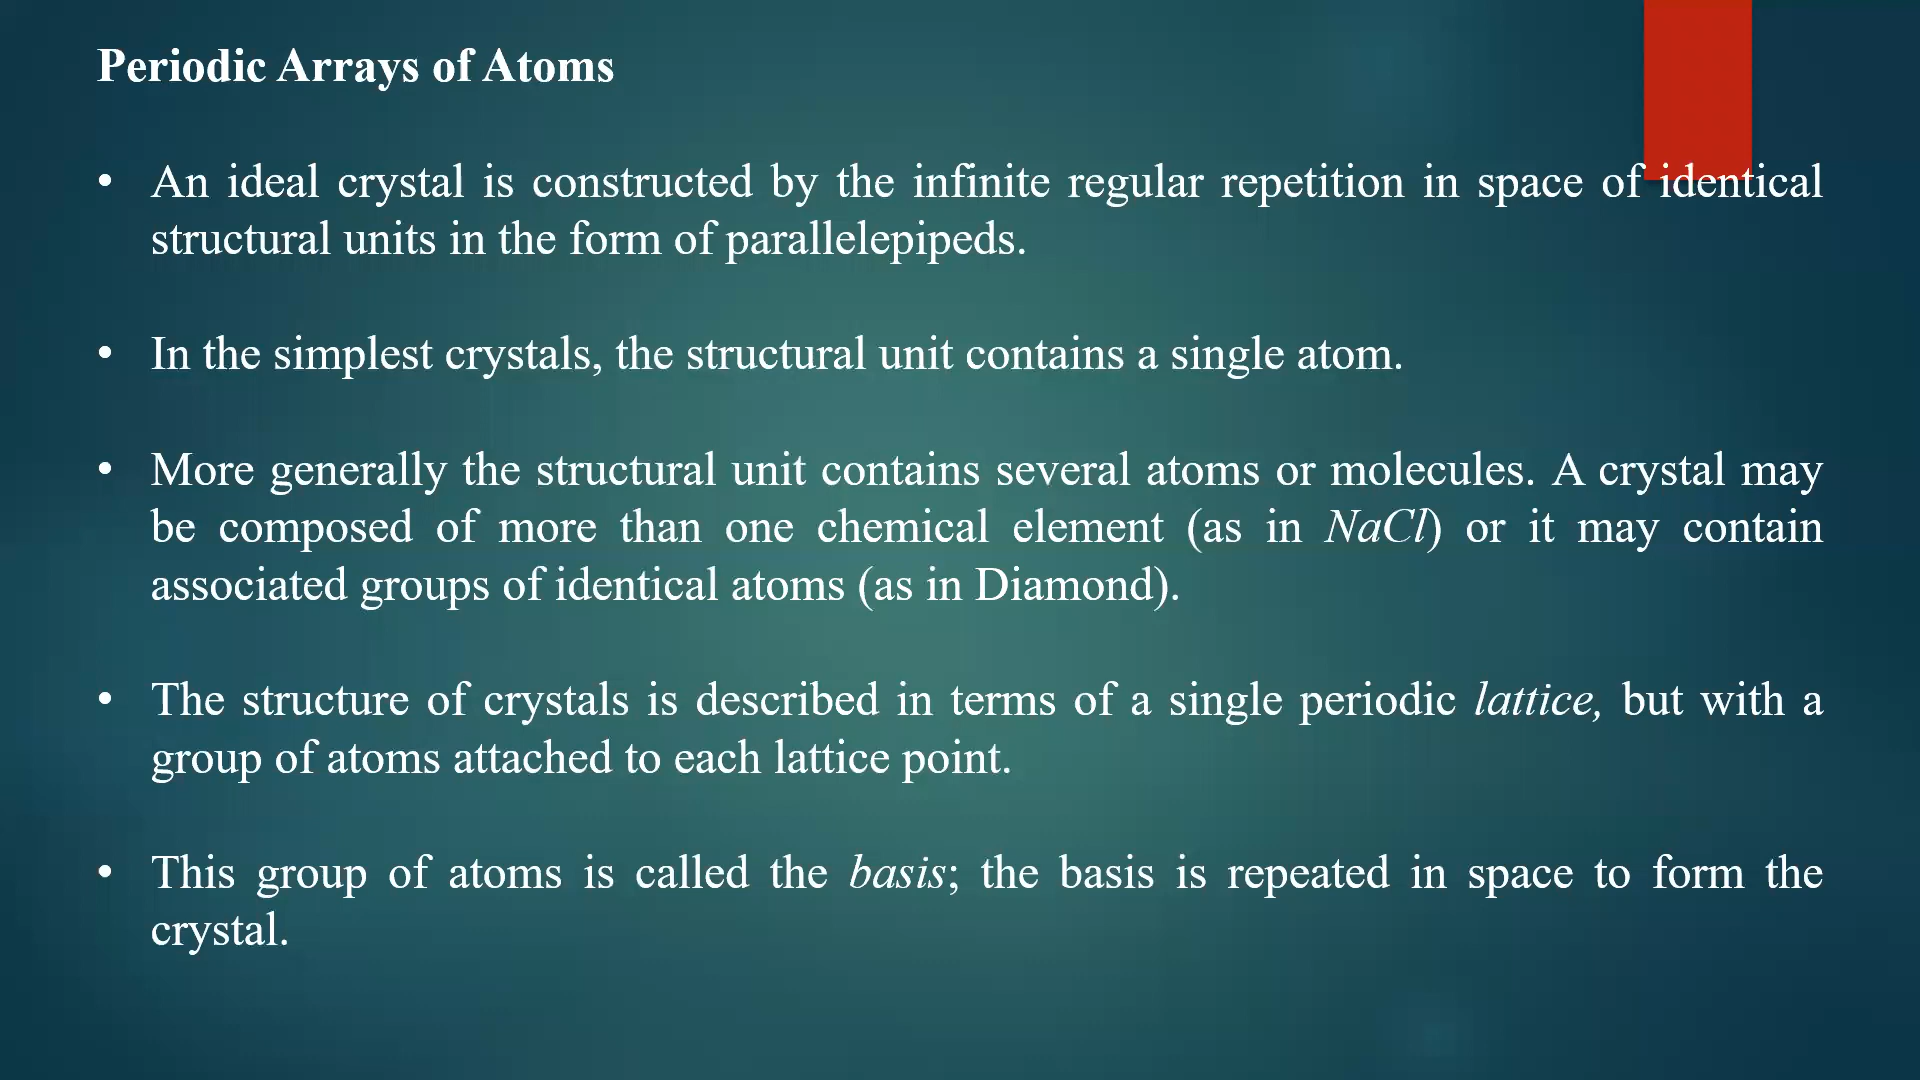 Periodic Arrays of Atoms
• An ideal crystal is constructed by the infinite regular repetition in space of identical
structural units in the form of parallelepipeds.
• In the simplest crystals, the structural unit contains a single atom.
• More generally the structural unit contains several atoms or molecules. A crystal may
be composed of more than one chemical element (as in NaCl) or it may contain
associated groups of identical atoms (as in Diamond).
• The structure of crystals is described in terms of a single periodic lattice, but with a
group of atoms attached to each lattice point.
• This group of atoms is called the basis; the basis is repeated in space to form the
crystal.